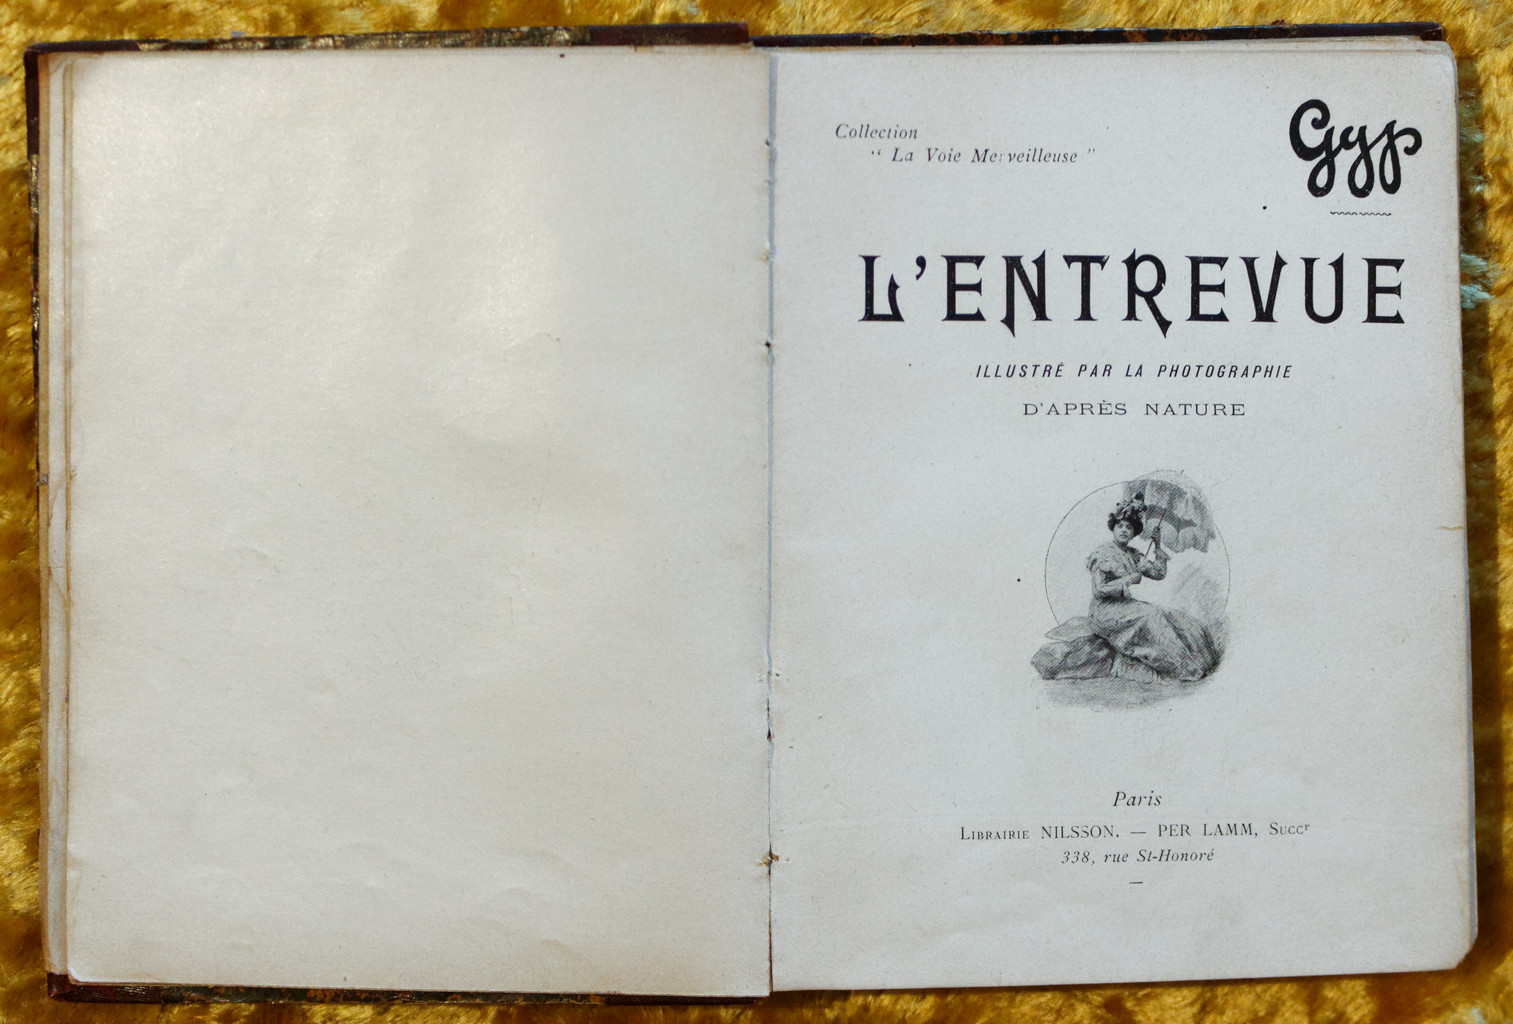 Collection
“ La Voie Merveilleuse ”
Gyp
L'ENTREVUE
ILLUSTRÉ PAR LA PHOTOGRAPHIE
D'APRÈS NATURE
Paris
LIBRAIRIE NILSSON. — PER LAMM, SUCCʳ
338, rue St-Honoré